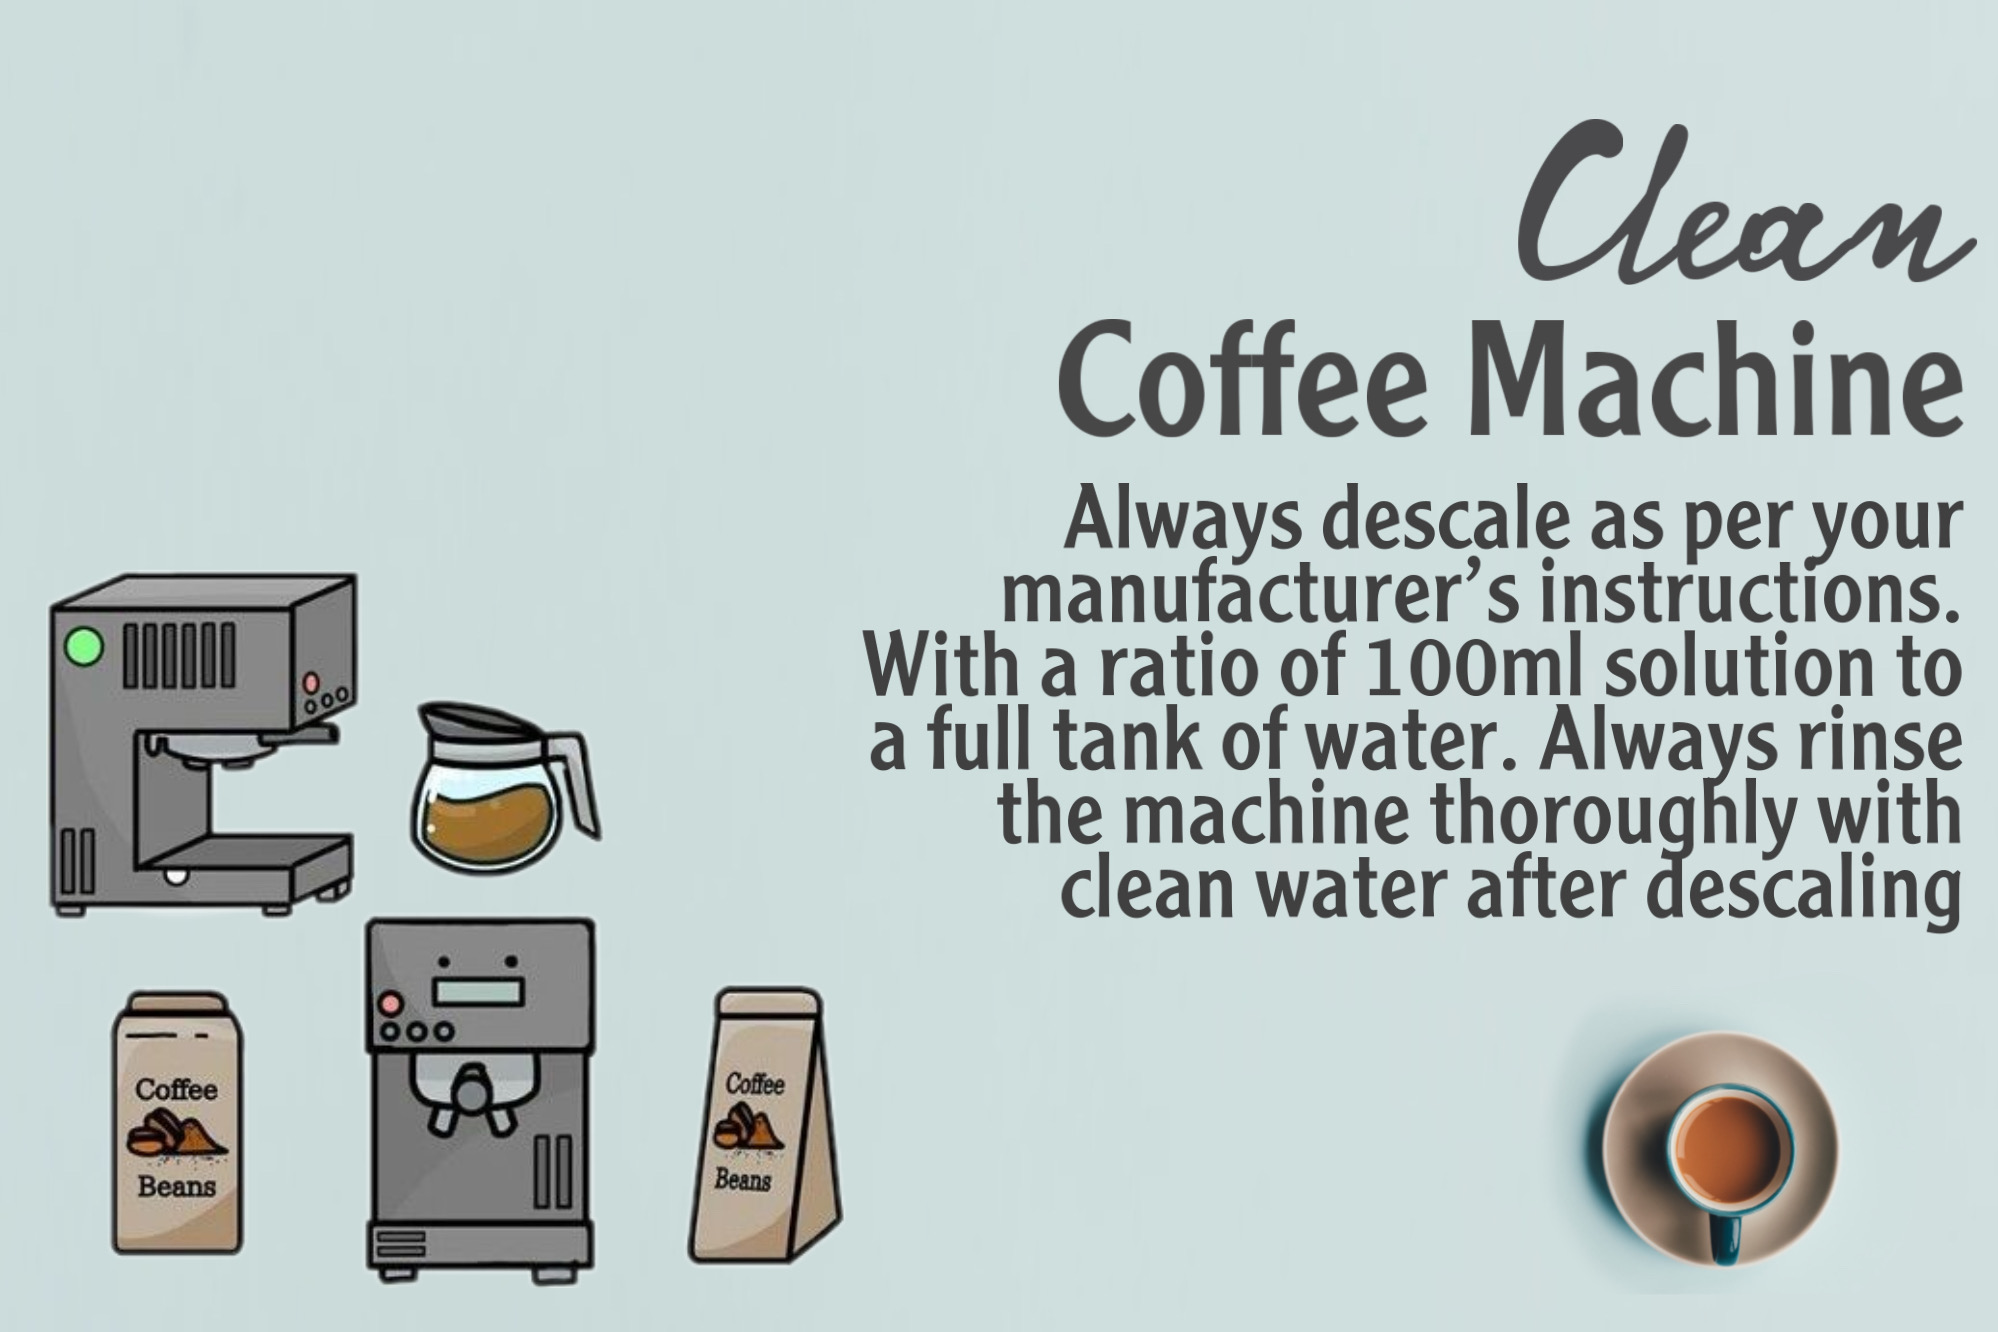 Clean
Coffee Machine
Always descale as per your
manufacturer's instructions.
With a ratio of 100ml solution to
a full tank of water. Always rinse
the machine thoroughly with
clean water after descaling
Coffee
Beans
Coffee
Beans